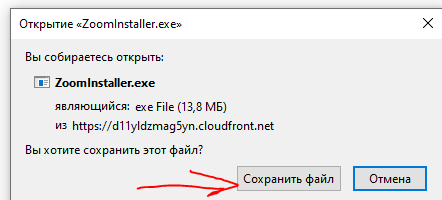 Открытие «ZoomInstaller.exe»
Вы собираетесь открыть:
ZoomInstaller.exe
являющийся: exe File (13,8 МБ)
из https://d11yldzmag5yn.cloudfront.net
Вы хотите сохранить этот файл?
Сохранить файл Отмена